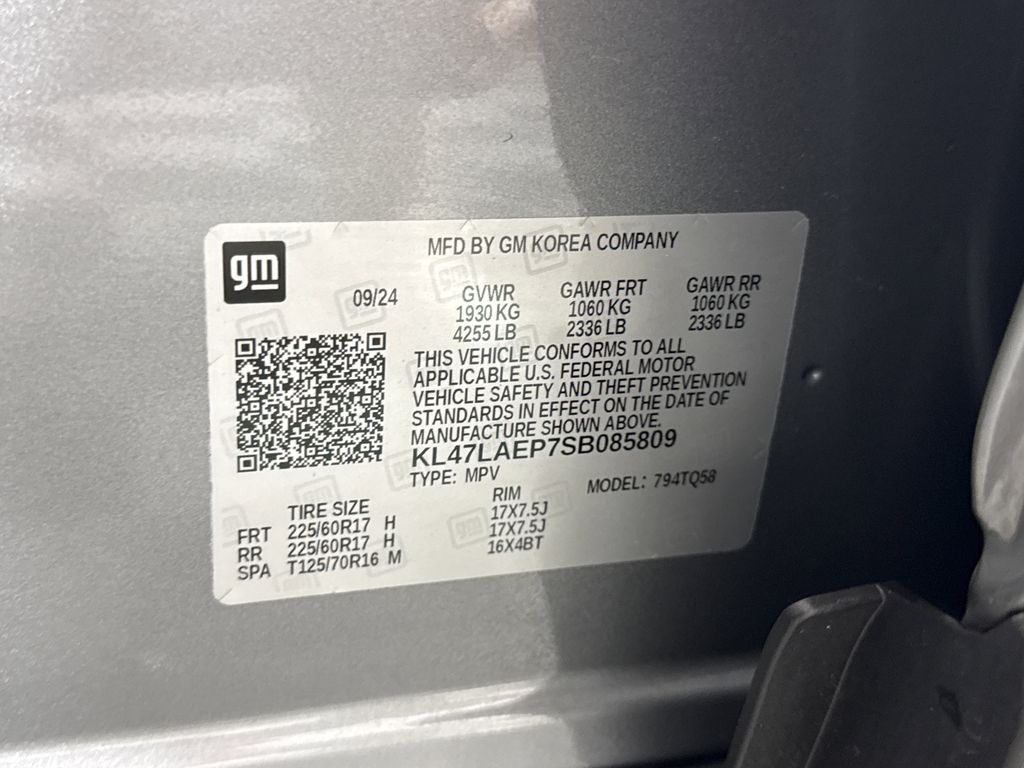 gm
MFD BY GM KOREA COMPANY
09/24
GVWR GAWR FRT GAWR RR
1930 KG 1060 KG 1060 KG
4255 LB 2336 LB 2336 LB
THIS VEHICLE CONFORMS TO ALL
APPLICABLE U.S. FEDERAL MOTOR
VEHICLE SAFETY AND THEFT PREVENTION
STANDARDS IN EFFECT ON THE DATE OF
MANUFACTURE SHOWN ABOVE.
KL47LAEP7SB085809
TYPE: MPV MODEL: 794TQ58
TIRE SIZE RIM
FRT 225/60R17 H 17X7.5J
RR 225/60R17 H 17X7.5J
SPA T125/70R16 M 16X4BT